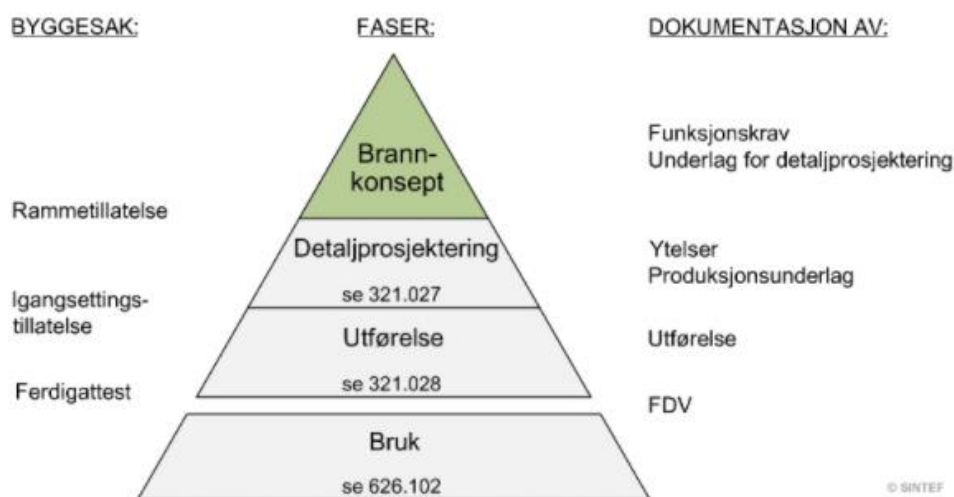 BYGGESAK:
FASER:
DOKUMENTASJON AV:
Brann-
konsept
Funksjonskrav
Underlag for detaljprosjektering
Rammetillatelse
Detaljprosjektering
se 321.027
Ytelser
Produksjonsunderlag
Igangsettings-
tillatelse
Utførelse
se 321.028
Utførelse
Ferdigattest
FDV
Bruk
se 626.102
© SINTEF